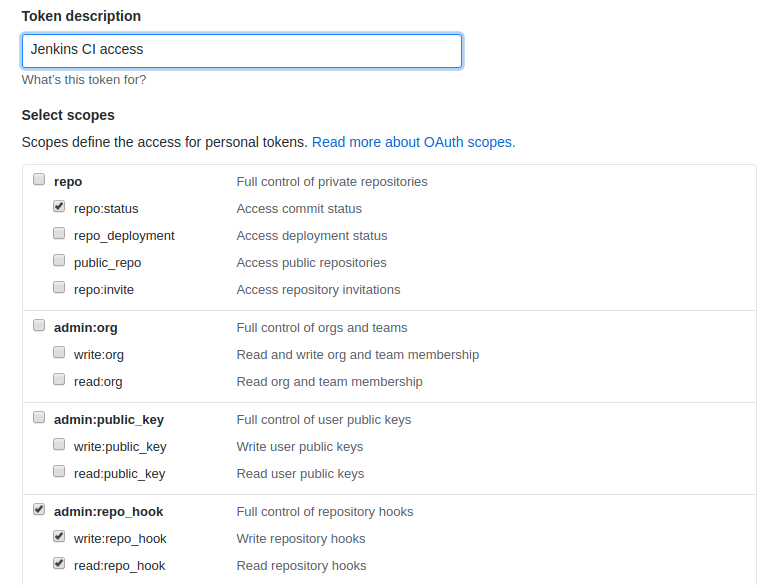 Token description
Jenkins CI access
What's this token for?
Select scopes
Scopes define the access for personal tokens. Read more about OAuth scopes.
repo Full control of private repositories
repo:status Access commit status
repo_deployment Access deployment status
public_repo Access public repositories
repo:invite Access repository invitations
admin:org Full control of orgs and teams
write:org Read and write org and team membership
read:org Read org and team membership
admin:public_key Full control of user public keys
write:public_key Write user public keys
read:public_key Read user public keys
admin:repo_hook Full control of repository hooks
write:repo_hook Write repository hooks
read:repo_hook Read repository hooks